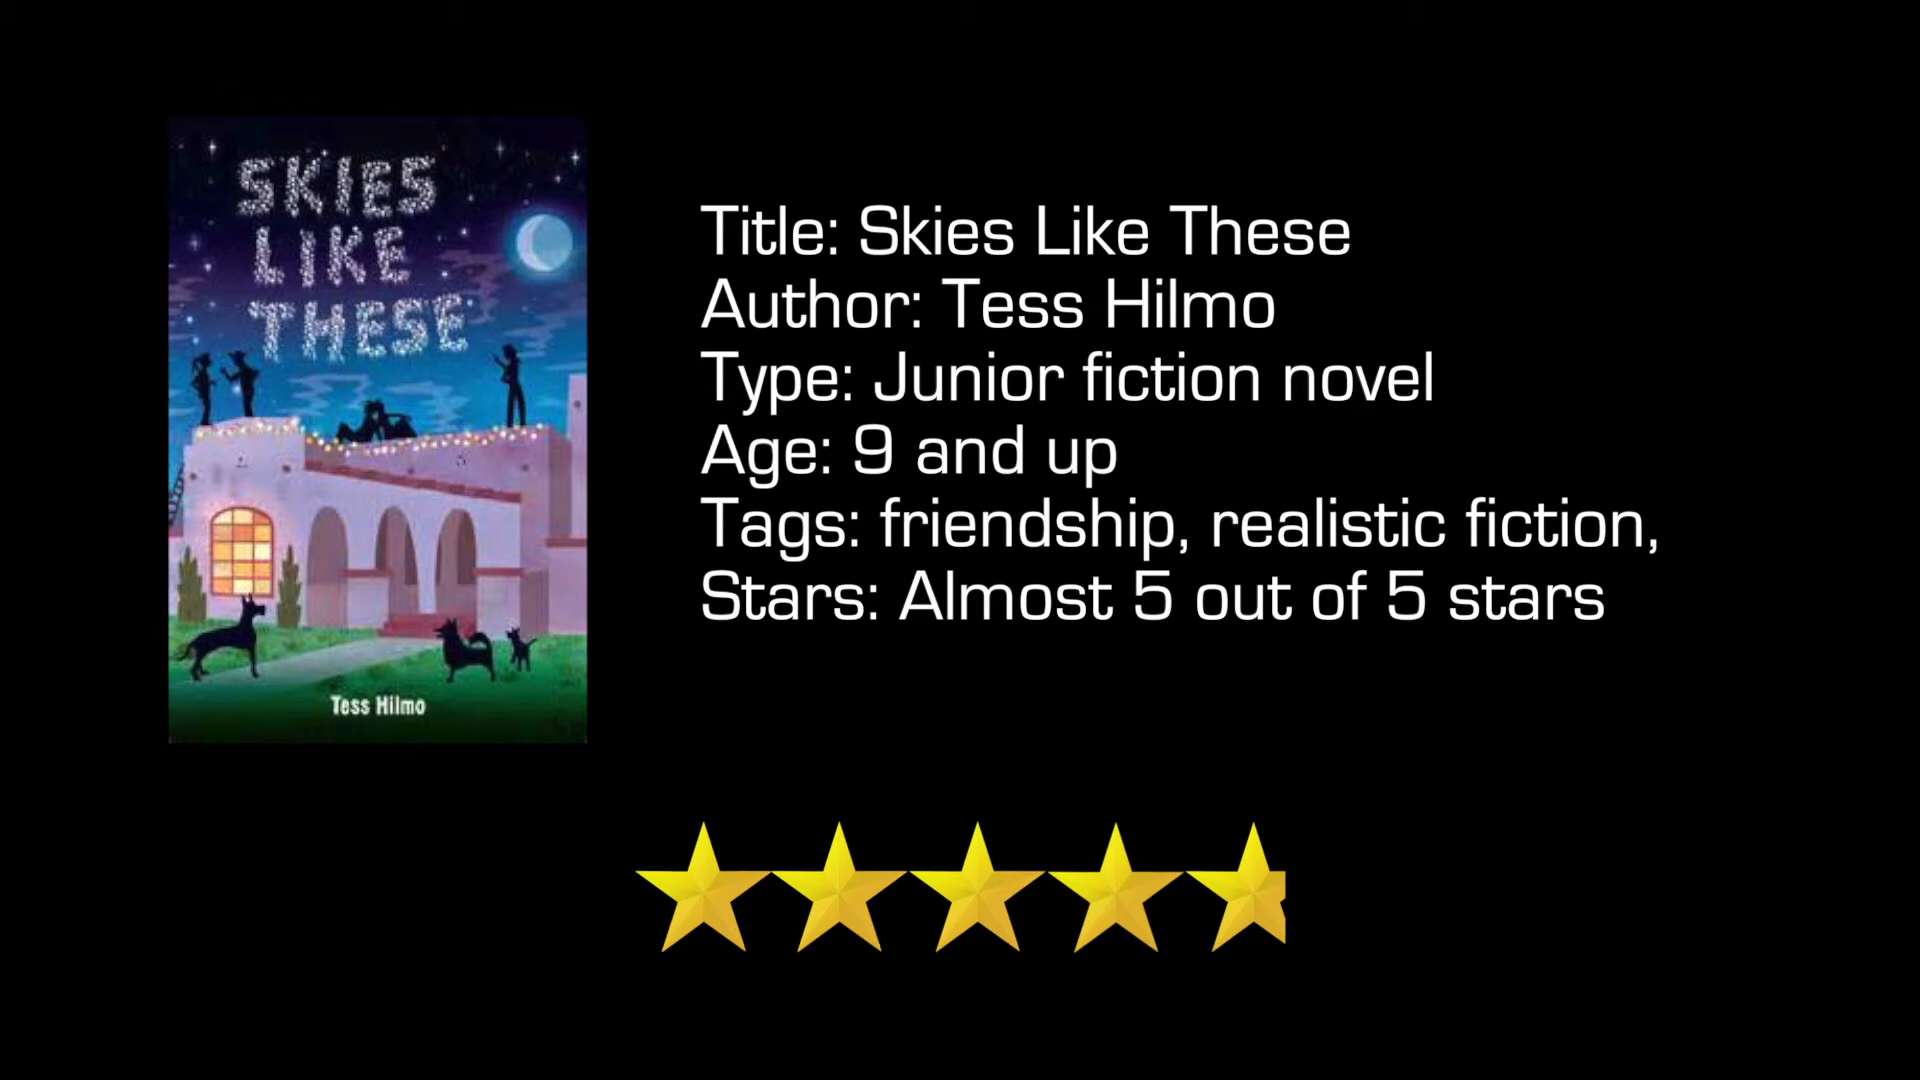 SKIES
LIKE
THESE
Tess Hilmo
Title: Skies Like These
Author: Tess Hilmo
Type: Junior fiction novel
Age: 9 and up
Tags: friendship, realistic fiction,
Stars: Almost 5 out of 5 stars